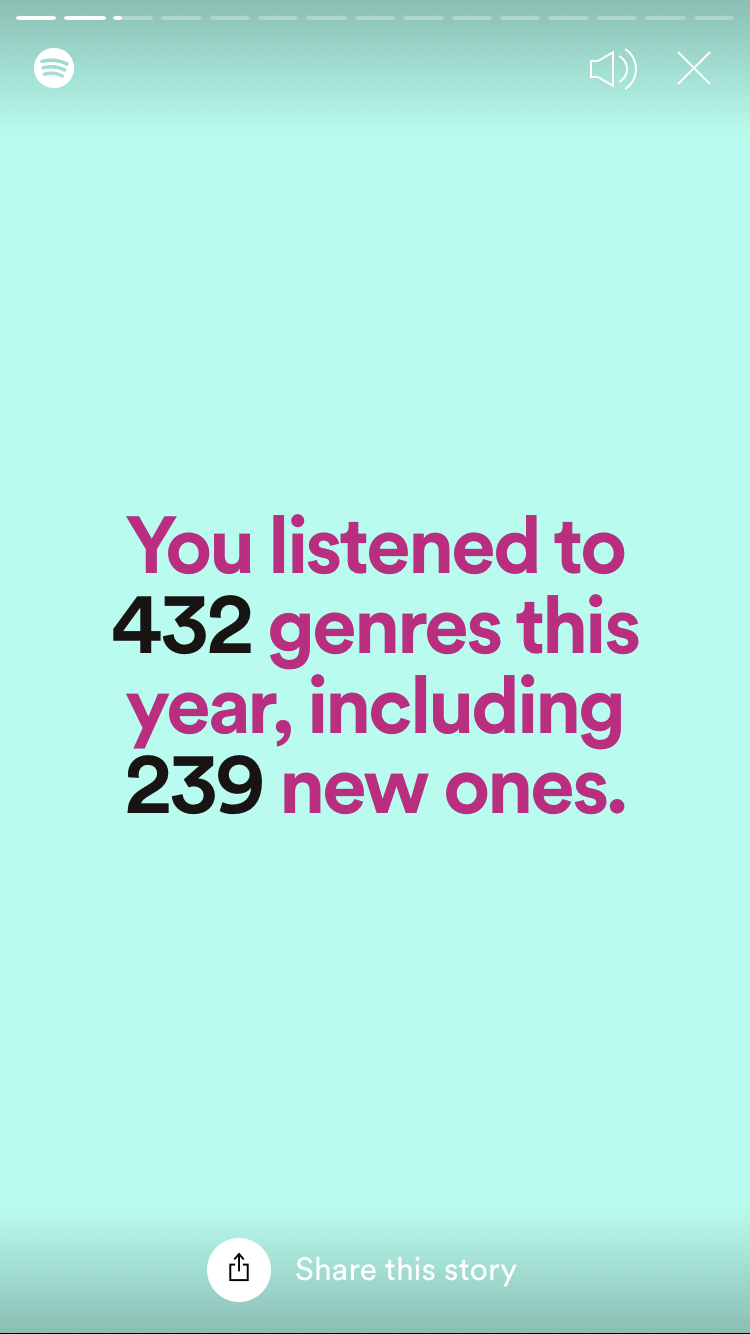 You listened to
432 genres this
year, including
239 new ones.
Share this story